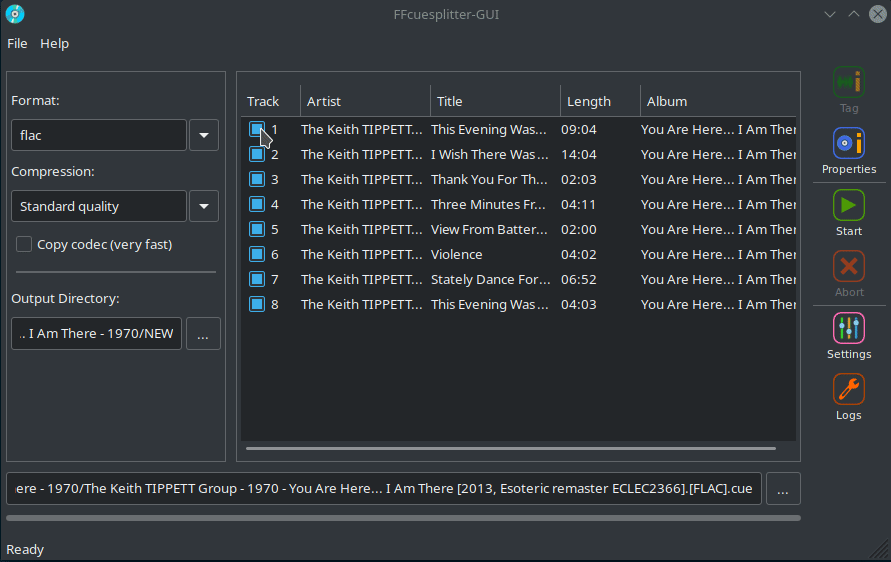 FFcuesplitter-GUI
File Help
Format:
flac
Compression:
Standard quality
Copy codec (very fast)
Output Directory:
.. I Am There - 1970/NEW
...
Track Artist Title Length Album
1 The Keith TIPPETT... This Evening Was... 09:04 You Are Here... I Am Ther
2 The Keith TIPPETT... I Wish There Was ... 14:04 You Are Here... I Am Ther
3 The Keith TIPPETT... Thank You For Th... 02:03 You Are Here... I Am Ther
4 The Keith TIPPETT... Three Minutes Fr... 04:11 You Are Here... I Am Ther
5 The Keith TIPPETT... View From Batter... 02:00 You Are Here... I Am Ther
6 The Keith TIPPETT... Violence 04:02 You Are Here... I Am Ther
7 The Keith TIPPETT... Stately Dance For... 06:52 You Are Here... I Am Ther
8 The Keith TIPPETT... This Evening Was ... 04:03 You Are Here... I Am Ther
Tag
Properties
Start
Abort
Settings
Logs
ere - 1970/The Keith TIPPETT Group - 1970 - You Are Here... I Am There [2013, Esoteric remaster ECLEC2366].[FLAC].cue
...
Ready